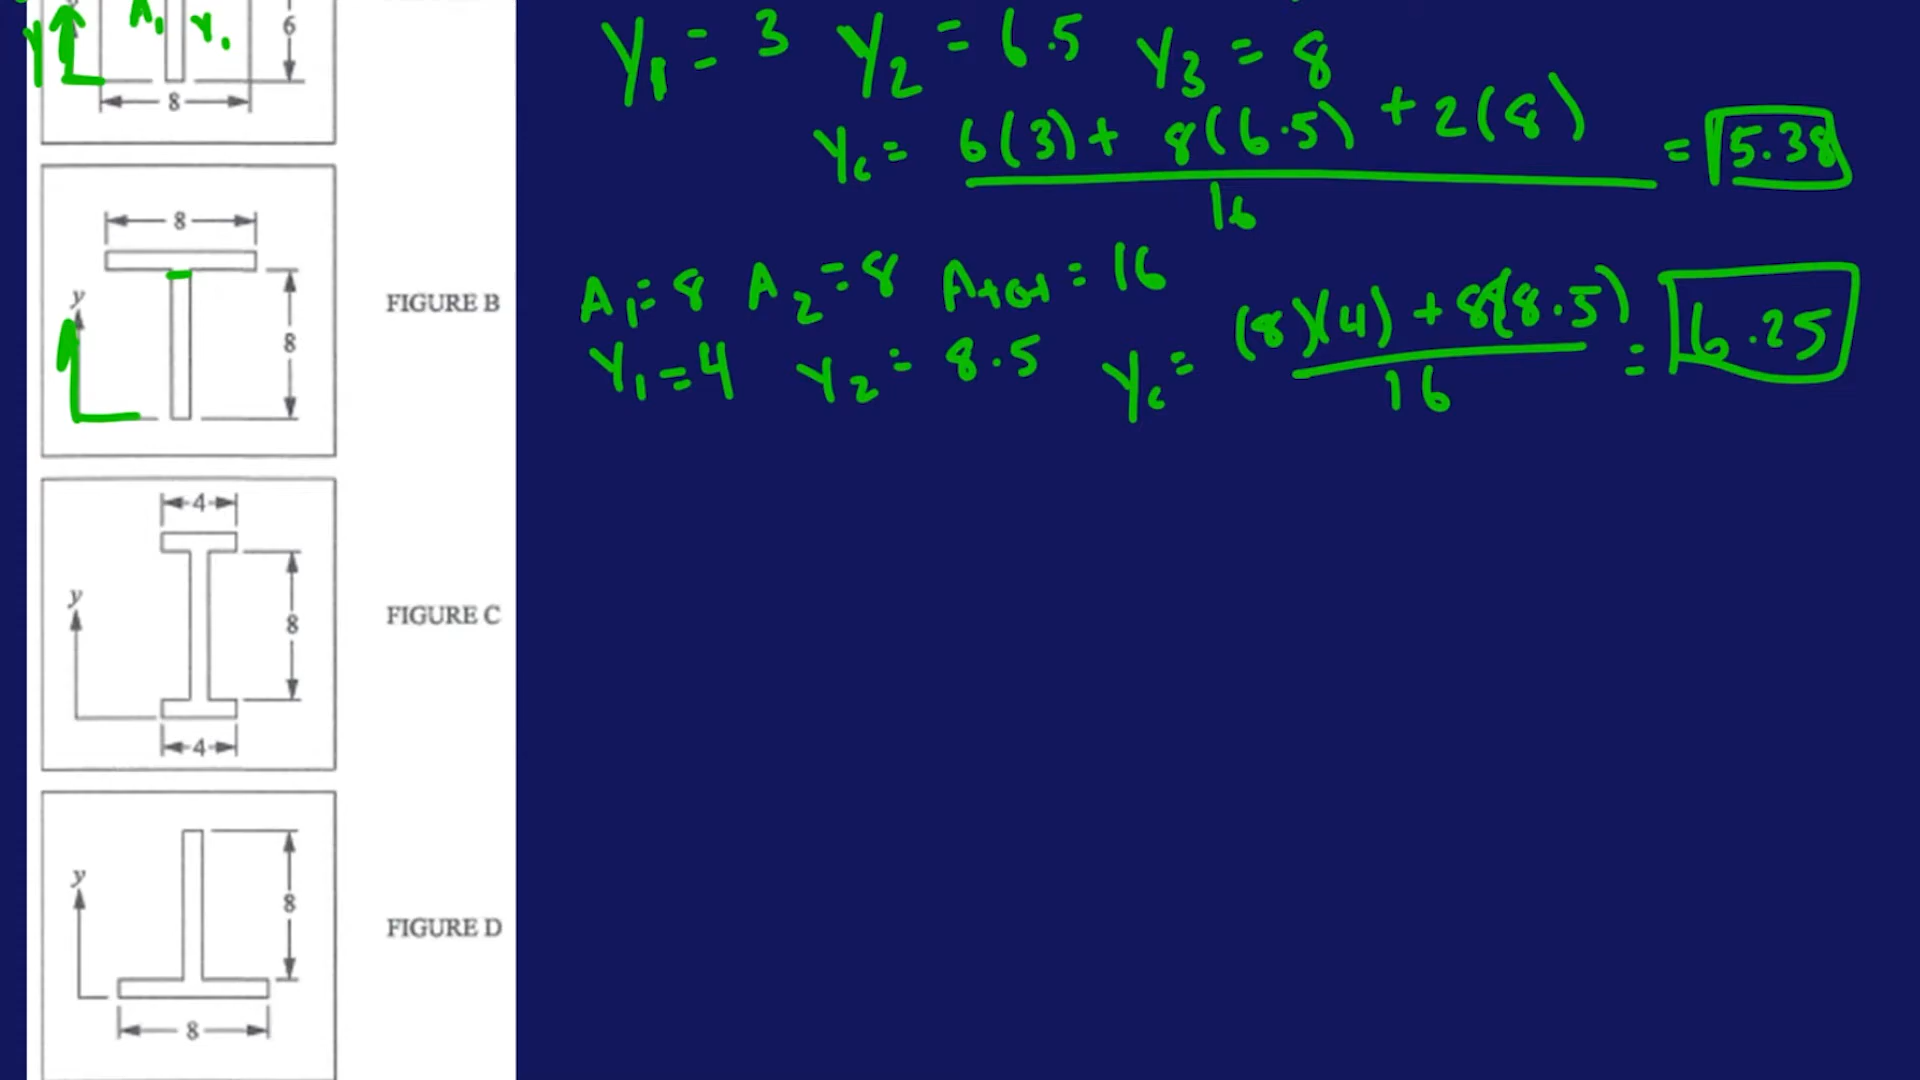 y A₁ Y₁ 6
8
Y₁ = 3 Y₂ = 6.5 Y₃ = 8
Yc = 6(3) + 8(6.5) + 2(8) = 5.38
16
8
y
8
FIGURE B
A₁ = 8 A₂ = 8 Atot = 16
Y₁ = 4 Y₂ = 8.5 Yc = (8)(4) + 8(8.5) = 6.25
16
4
y
8
4
FIGURE C
y
8
8
FIGURE D